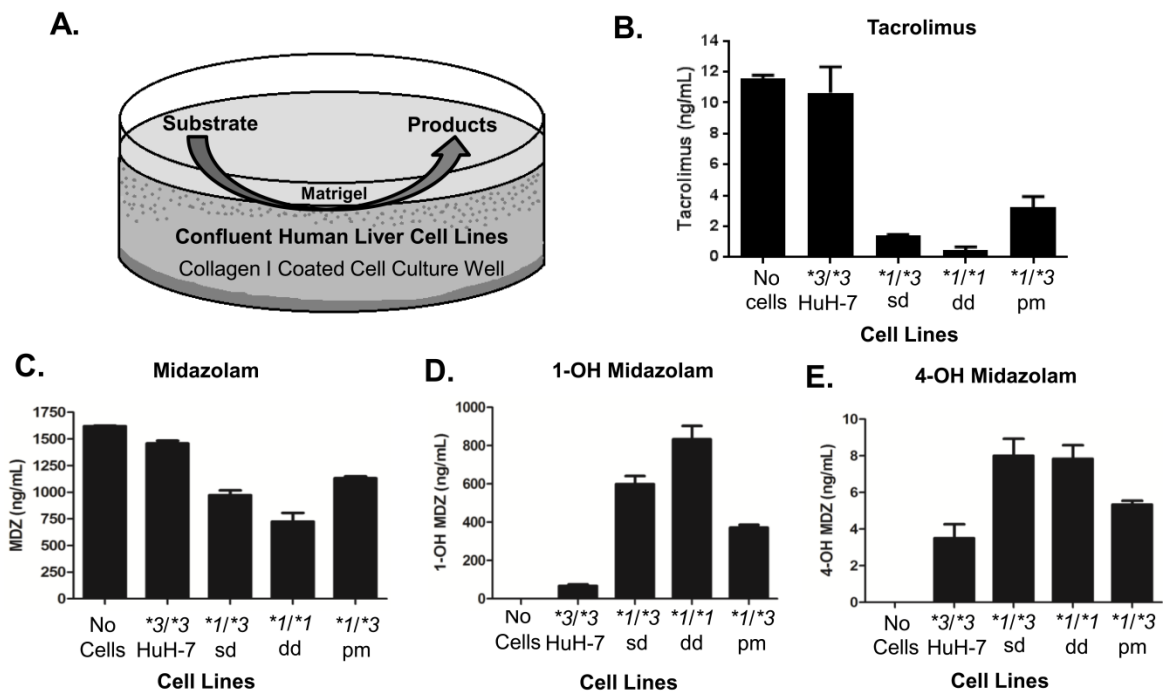 A.
Substrate
Products
Matrigel
Confluent Human Liver Cell Lines
Collagen I Coated Cell Culture Well
B.
Tacrolimus
Tacrolimus (ng/mL)
14
12
10
8
6
4
2
0
No *3/*3 *1/*3 *1/*1 *1/*3
cells HuH-7 sd dd pm
Cell Lines
C.
Midazolam
MDZ (ng/mL)
1750
1500
1250
1000
750
500
250
0
No *3/*3 *1/*3 *1/*1 *1/*3
Cells HuH-7 sd dd pm
Cell Lines
D.
1-OH Midazolam
1-OH MDZ (ng/mL)
1000
800
600
400
200
0
No *3/*3 *1/*3 *1/*1 *1/*3
Cells HuH-7 sd dd pm
Cell Lines
E.
4-OH Midazolam
4-OH MDZ (ng/mL)
10
8
6
4
2
0
No *3/*3 *1/*3 *1/*1 *1/*3
Cells HuH-7 sd dd pm
Cell Lines